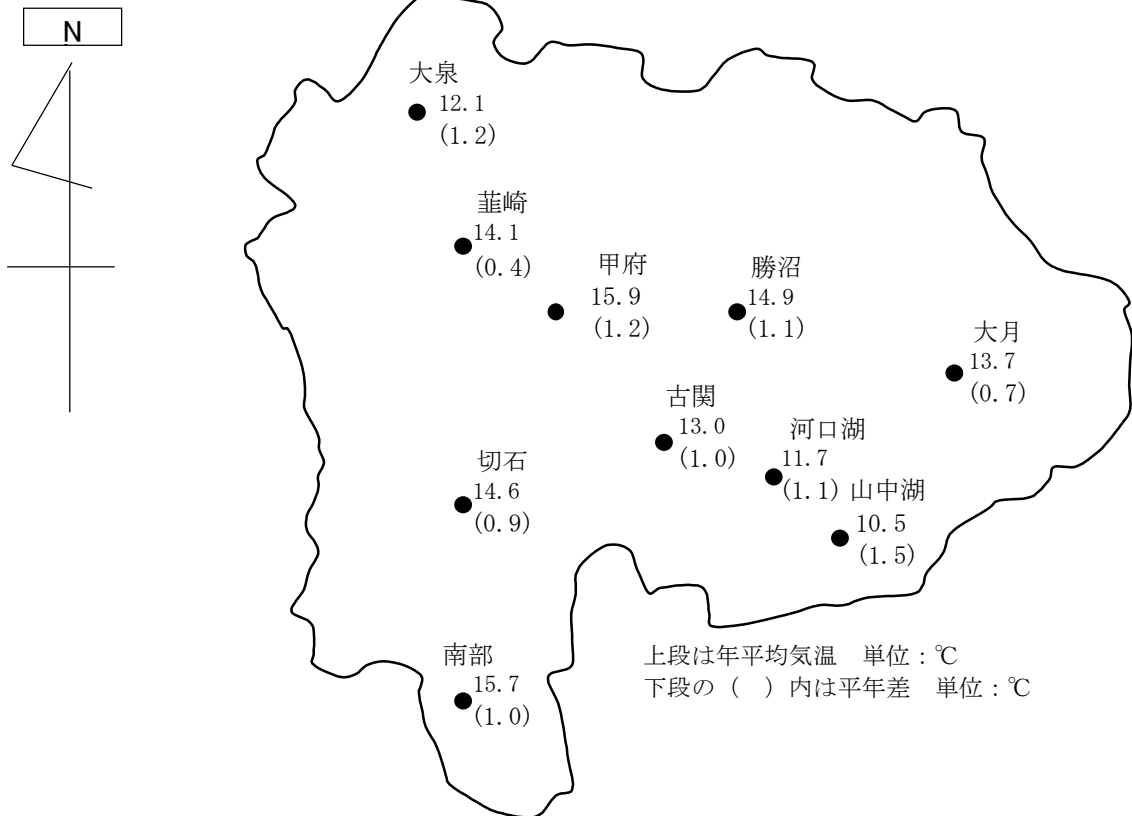 N
大泉
12.1
(1.2)
韮崎
14.1
(0.4)
甲府
15.9
(1.2)
勝沼
14.9
(1.1)
大月
13.7
(0.7)
古関
13.0
(1.0)
河口湖
11.7
(1.1)
山中湖
10.5
(1.5)
切石
14.6
(0.9)
南部
15.7
(1.0)
上段は年平均気温　単位：℃
下段の（　）内は平年差　単位：℃